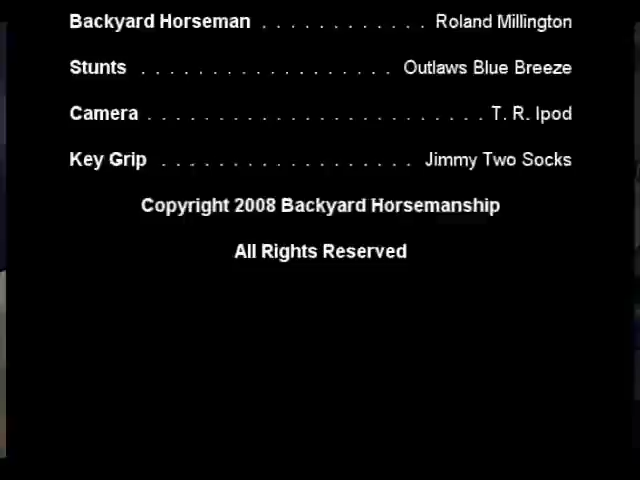 Backyard Horseman . . . . . . . . . . . . Roland Millington
Stunts . . . . . . . . . . . . . . . . . . Outlaws Blue Breeze
Camera . . . . . . . . . . . . . . . . . . . . . . . . T. R. Ipod
Key Grip . . . . . . . . . . . . . . . . . . Jimmy Two Socks
Copyright 2008 Backyard Horsemanship
All Rights Reserved